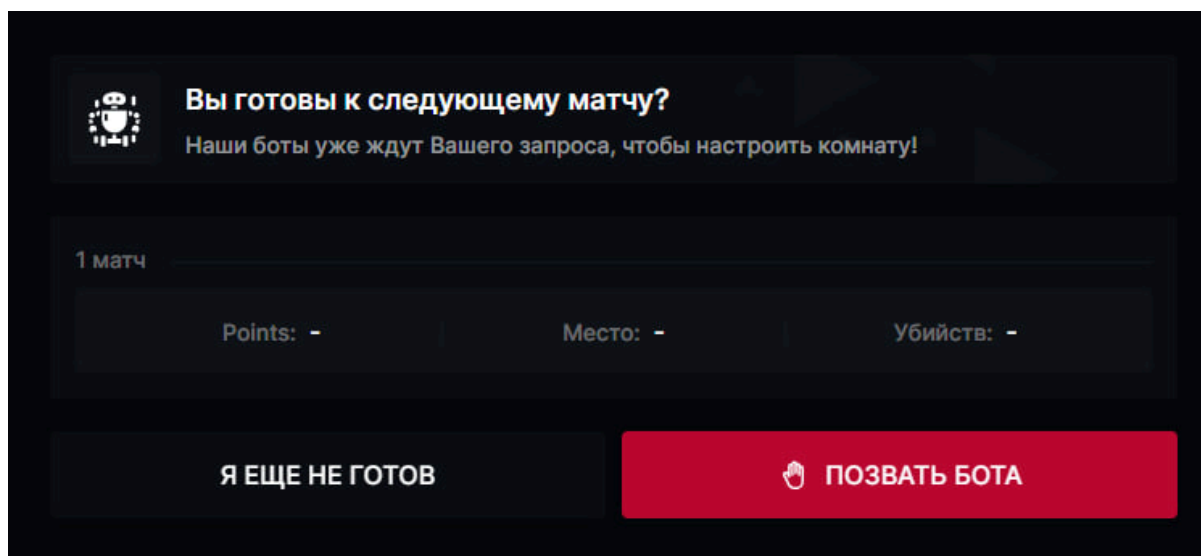 Вы готовы к следующему матчу?
Наши боты уже ждут Вашего запроса, чтобы настроить комнату!
1 матч
Points: -
Место: -
Убийств: -
Я ЕЩЕ НЕ ГОТОВ
ПОЗВАТЬ БОТА